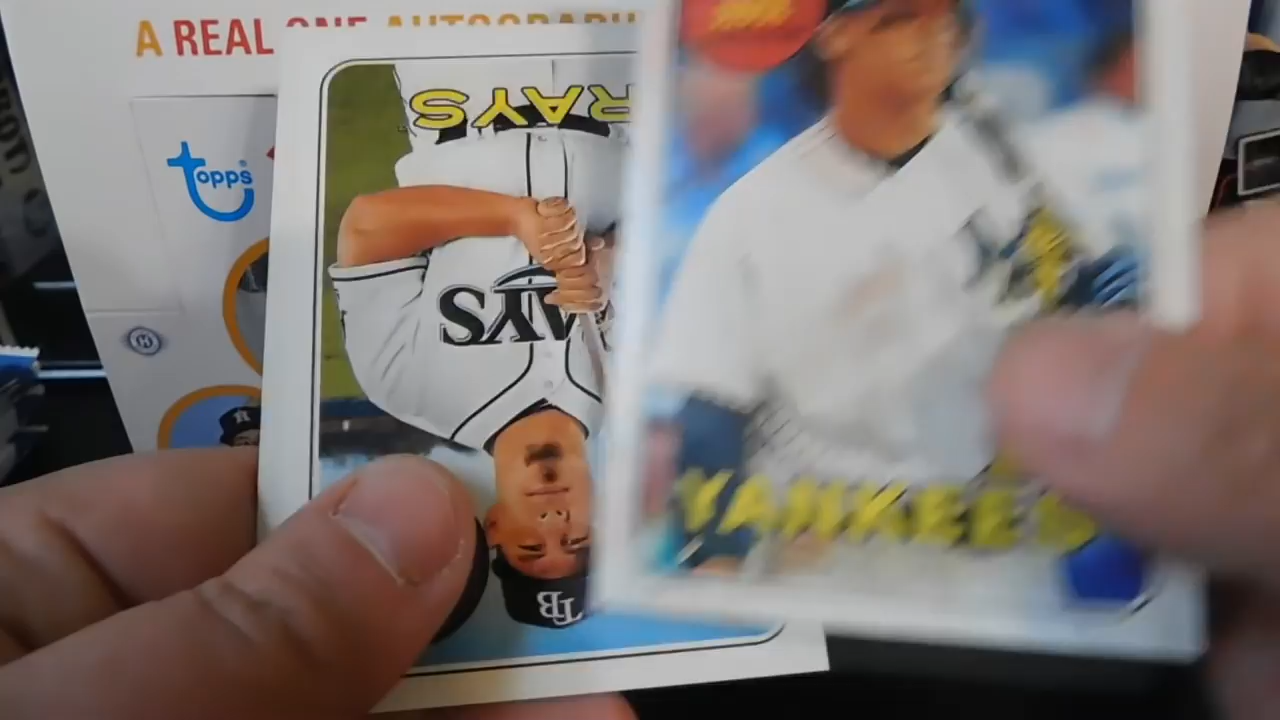 A REAL ONE AUTOGRAPH
topps
RAYS
RAYS
TB
YANKEES
H